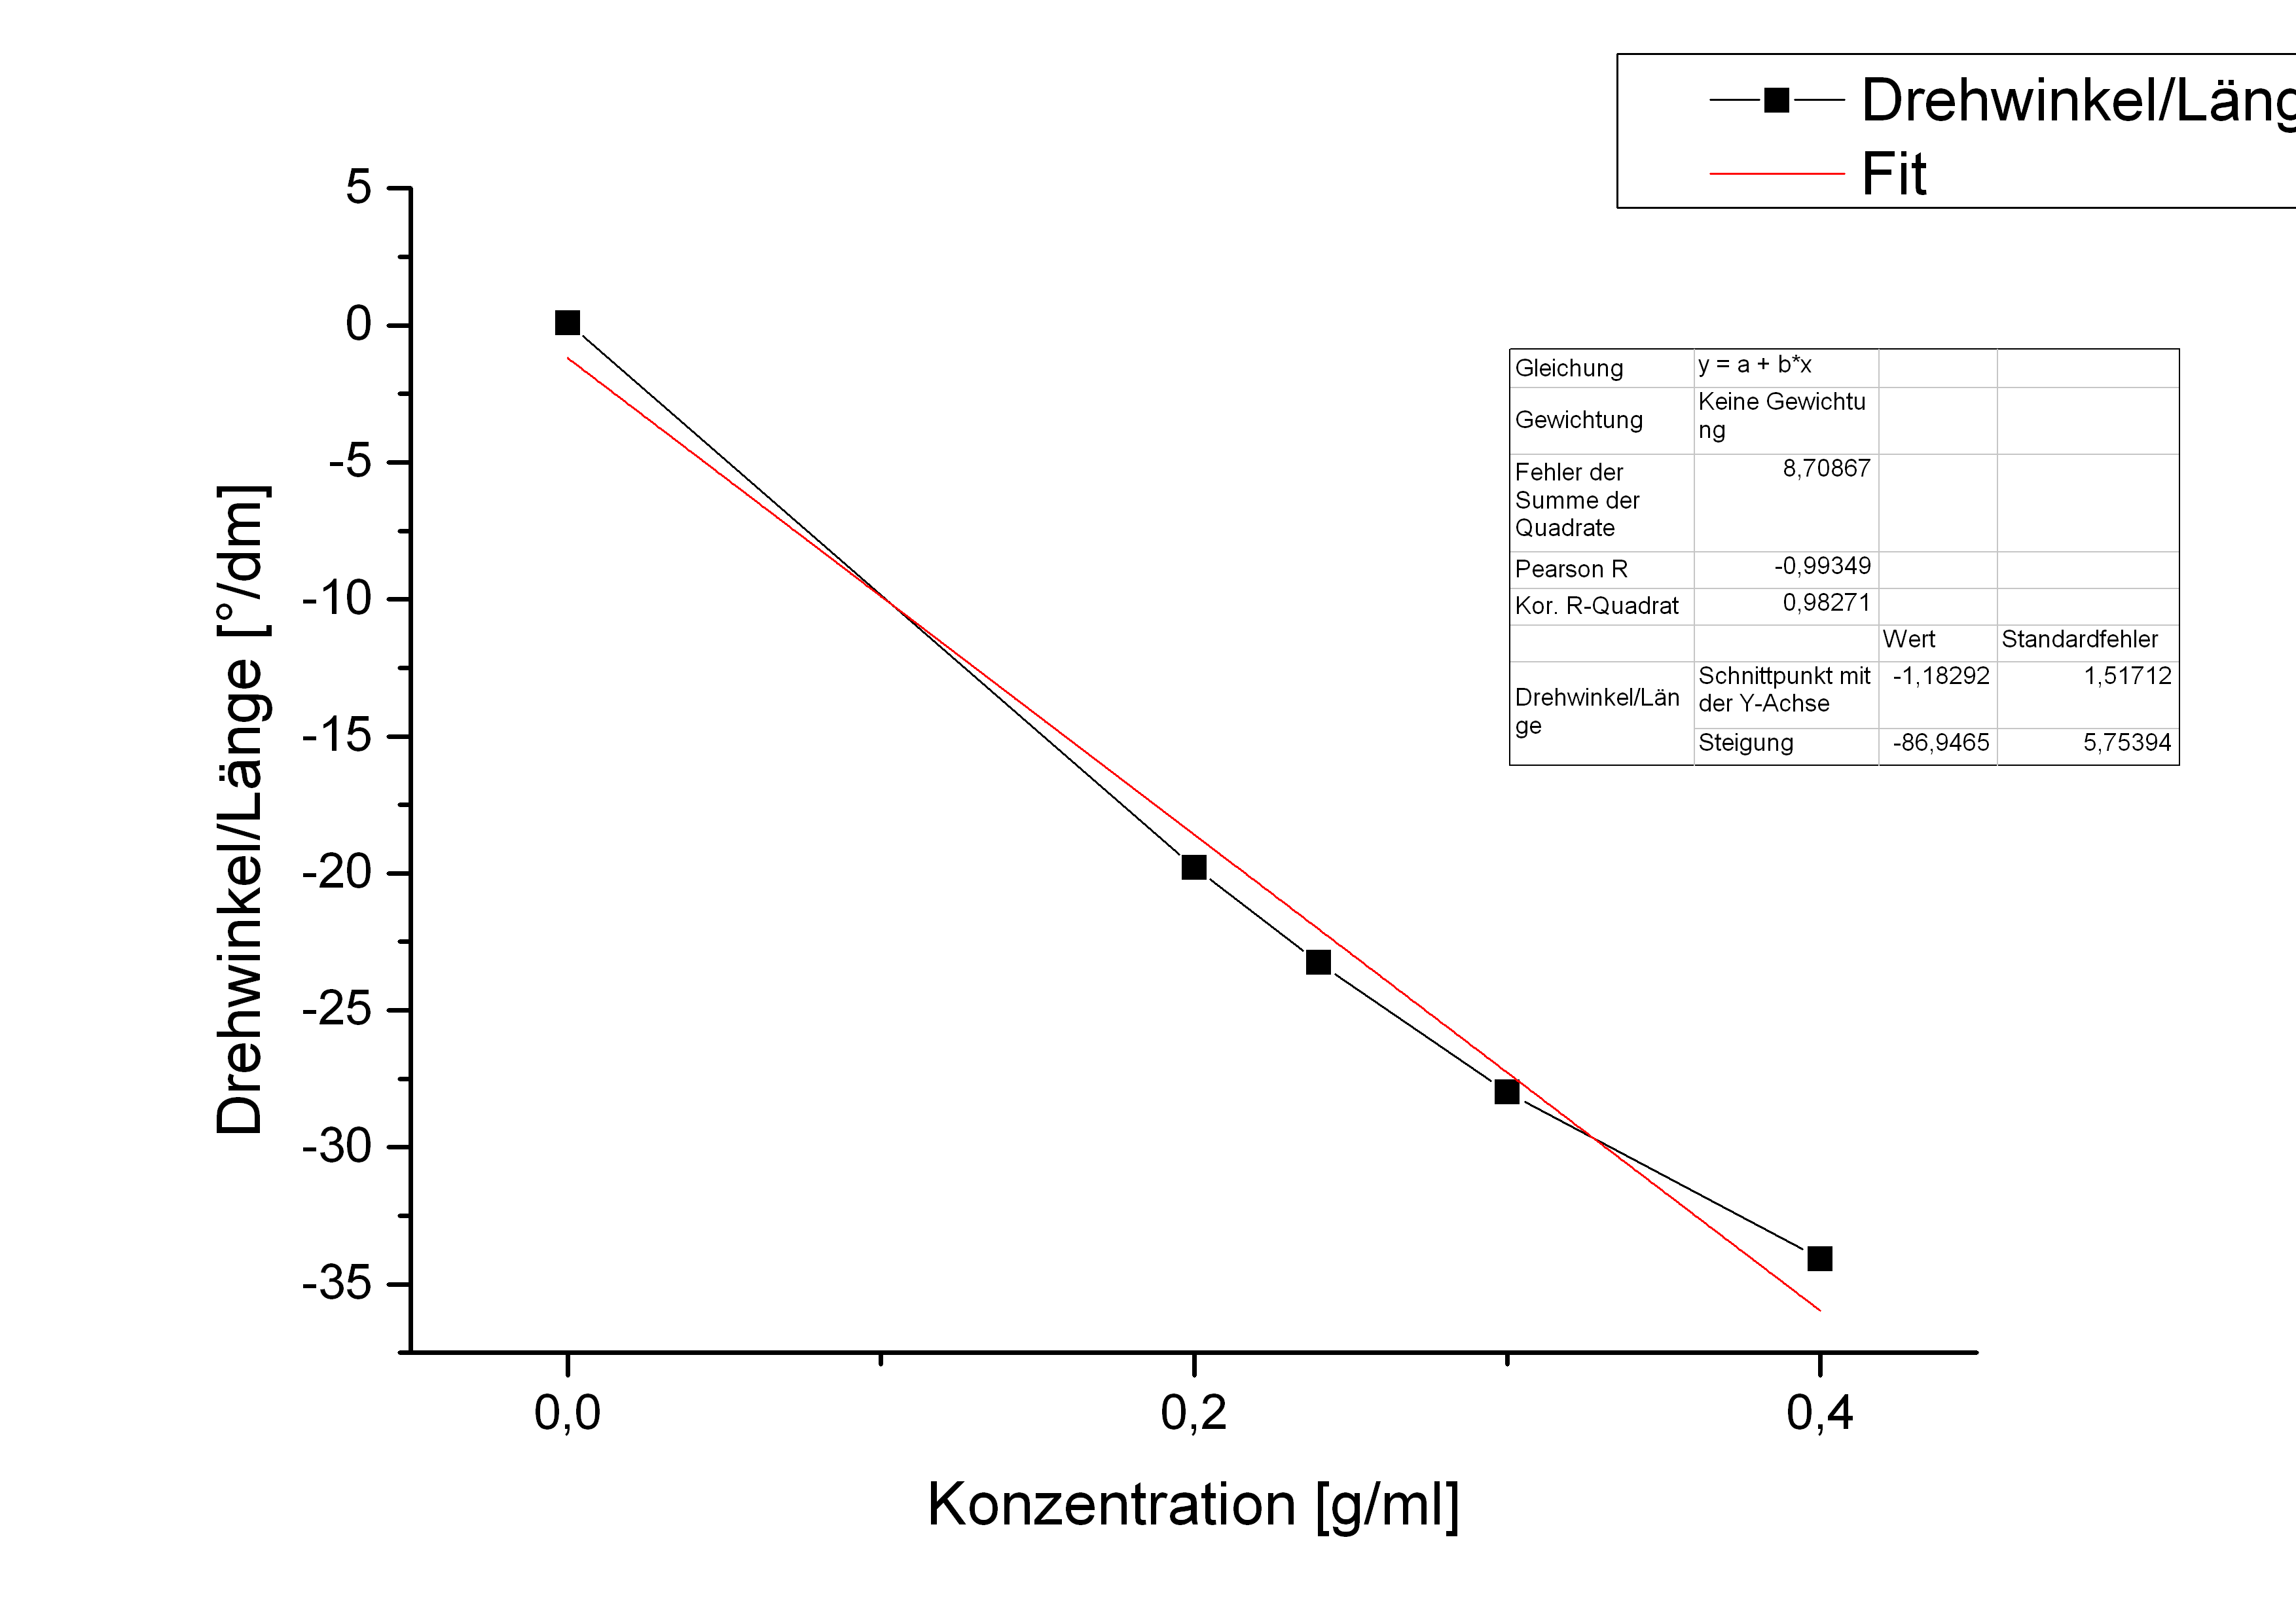 Drehwinkel/Läng
Fit
5
0
-5
-10
-15
-20
-25
-30
-35
Drehwinkel/Länge [°/dm]
Gleichung y = a + b*x
Gewichtung Keine Gewichtu
ng
Fehler der 8,70867
Summe der
Quadrate
Pearson R -0,99349
Kor. R-Quadrat 0,98271
Wert Standardfehler
Drehwinkel/Län
ge
Schnittpunkt mit -1,18292 1,51712
der Y-Achse
Steigung -86,9465 5,75394
0,0 0,2 0,4
Konzentration [g/ml]